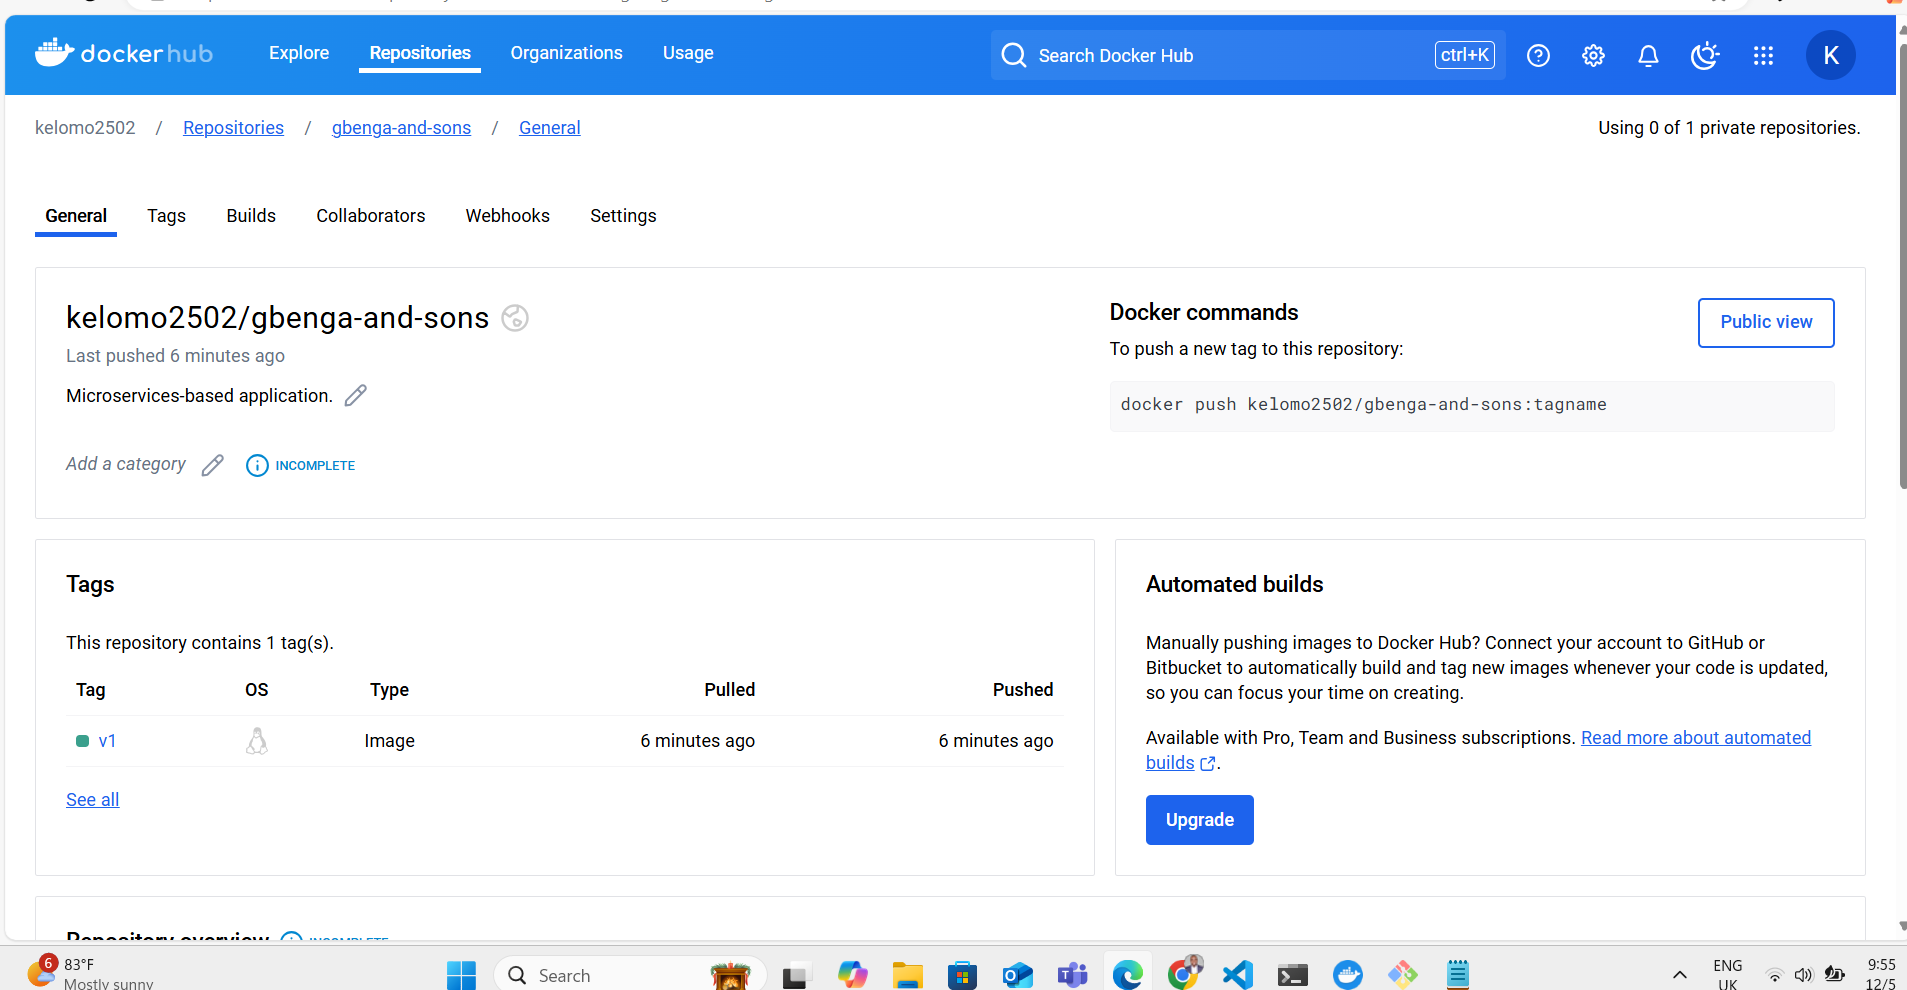 dockerhub
Explore
Repositories
Organizations
Usage
Search Docker Hub
ctrl+K
K
kelomo2502 / Repositories / gbenga-and-sons / General
Using 0 of 1 private repositories.
General
Tags
Builds
Collaborators
Webhooks
Settings
kelomo2502/gbenga-and-sons
Last pushed 6 minutes ago
Microservices-based application.
Add a category
INCOMPLETE
Docker commands
Public view
To push a new tag to this repository:
docker push kelomo2502/gbenga-and-sons:tagname
Tags
This repository contains 1 tag(s).
Tag OS Type Pulled Pushed
v1 Image 6 minutes ago 6 minutes ago
See all
Automated builds
Manually pushing images to Docker Hub? Connect your account to GitHub or
Bitbucket to automatically build and tag new images whenever your code is updated,
so you can focus your time on creating.
Available with Pro, Team and Business subscriptions. Read more about automated
builds.
Upgrade
Repository overview INCOMPLETE
6
83°F
Mostly sunny
Search
ENG
UK
9:55
12/5